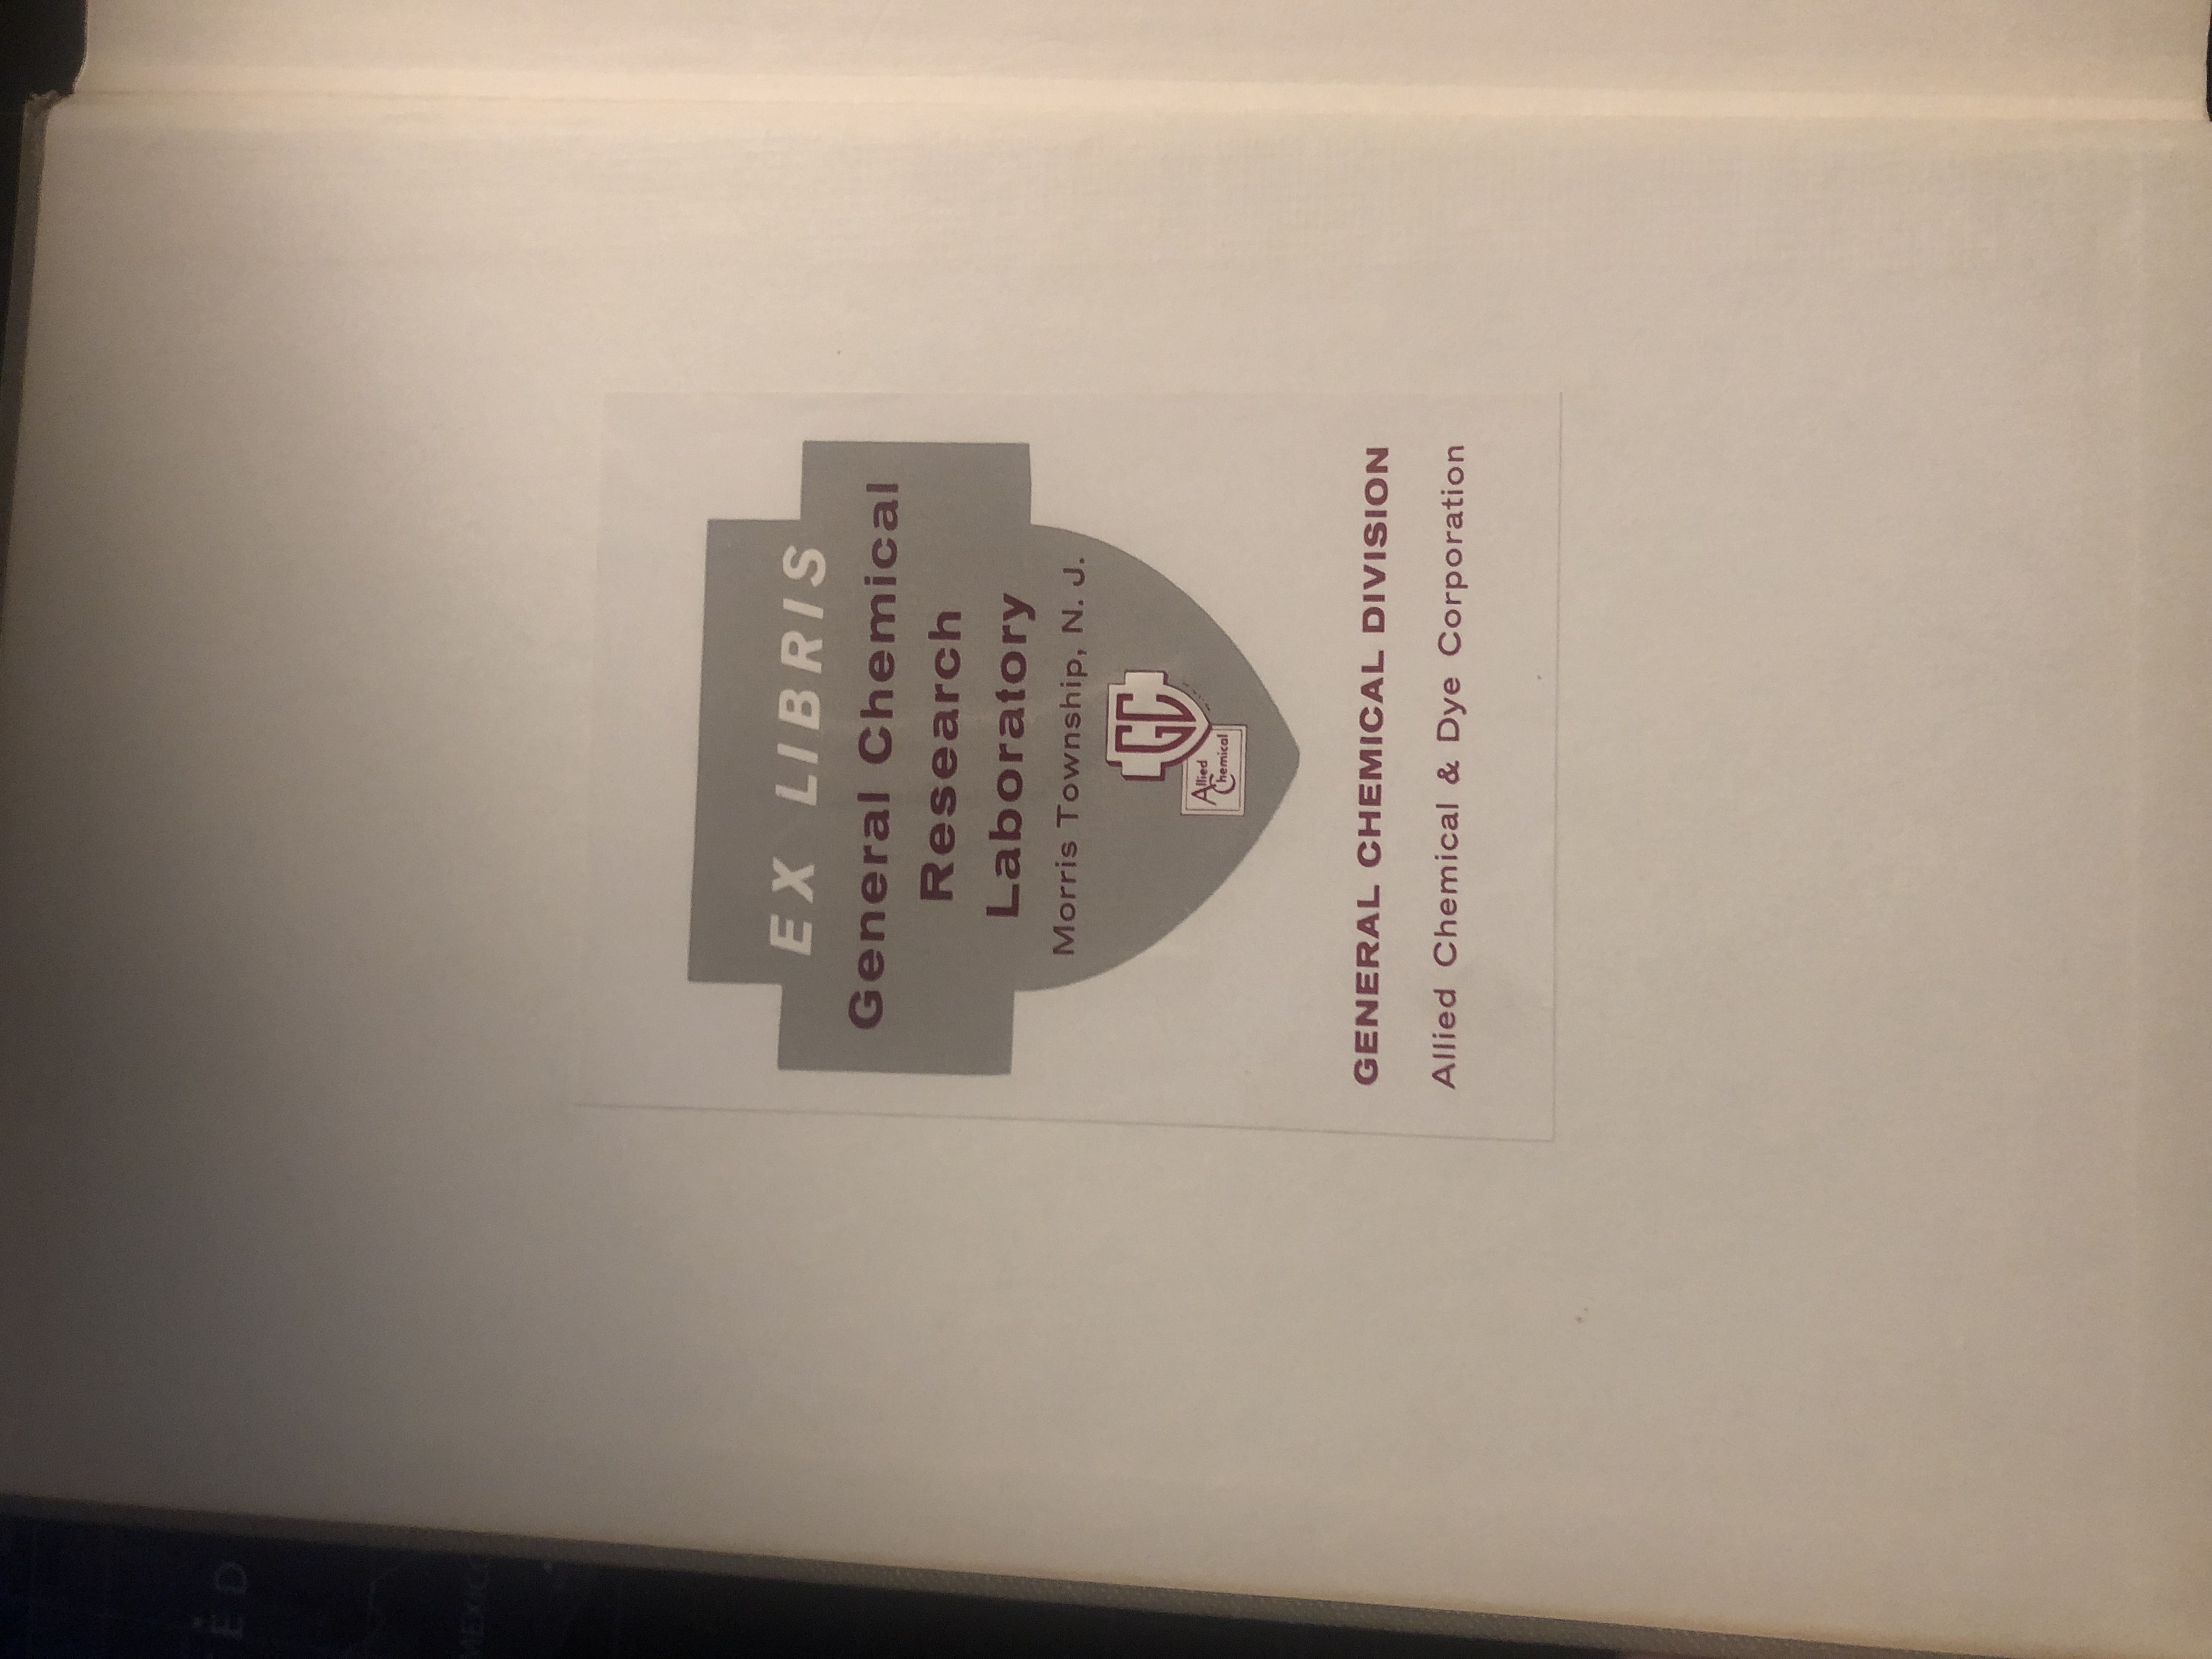 TED
MEXICO
EX LIBRIS
General Chemical
Research
Laboratory
Morris Township, N. J.
GC
Allied
Chemical
GENERAL CHEMICAL DIVISION
Allied Chemical & Dye Corporation